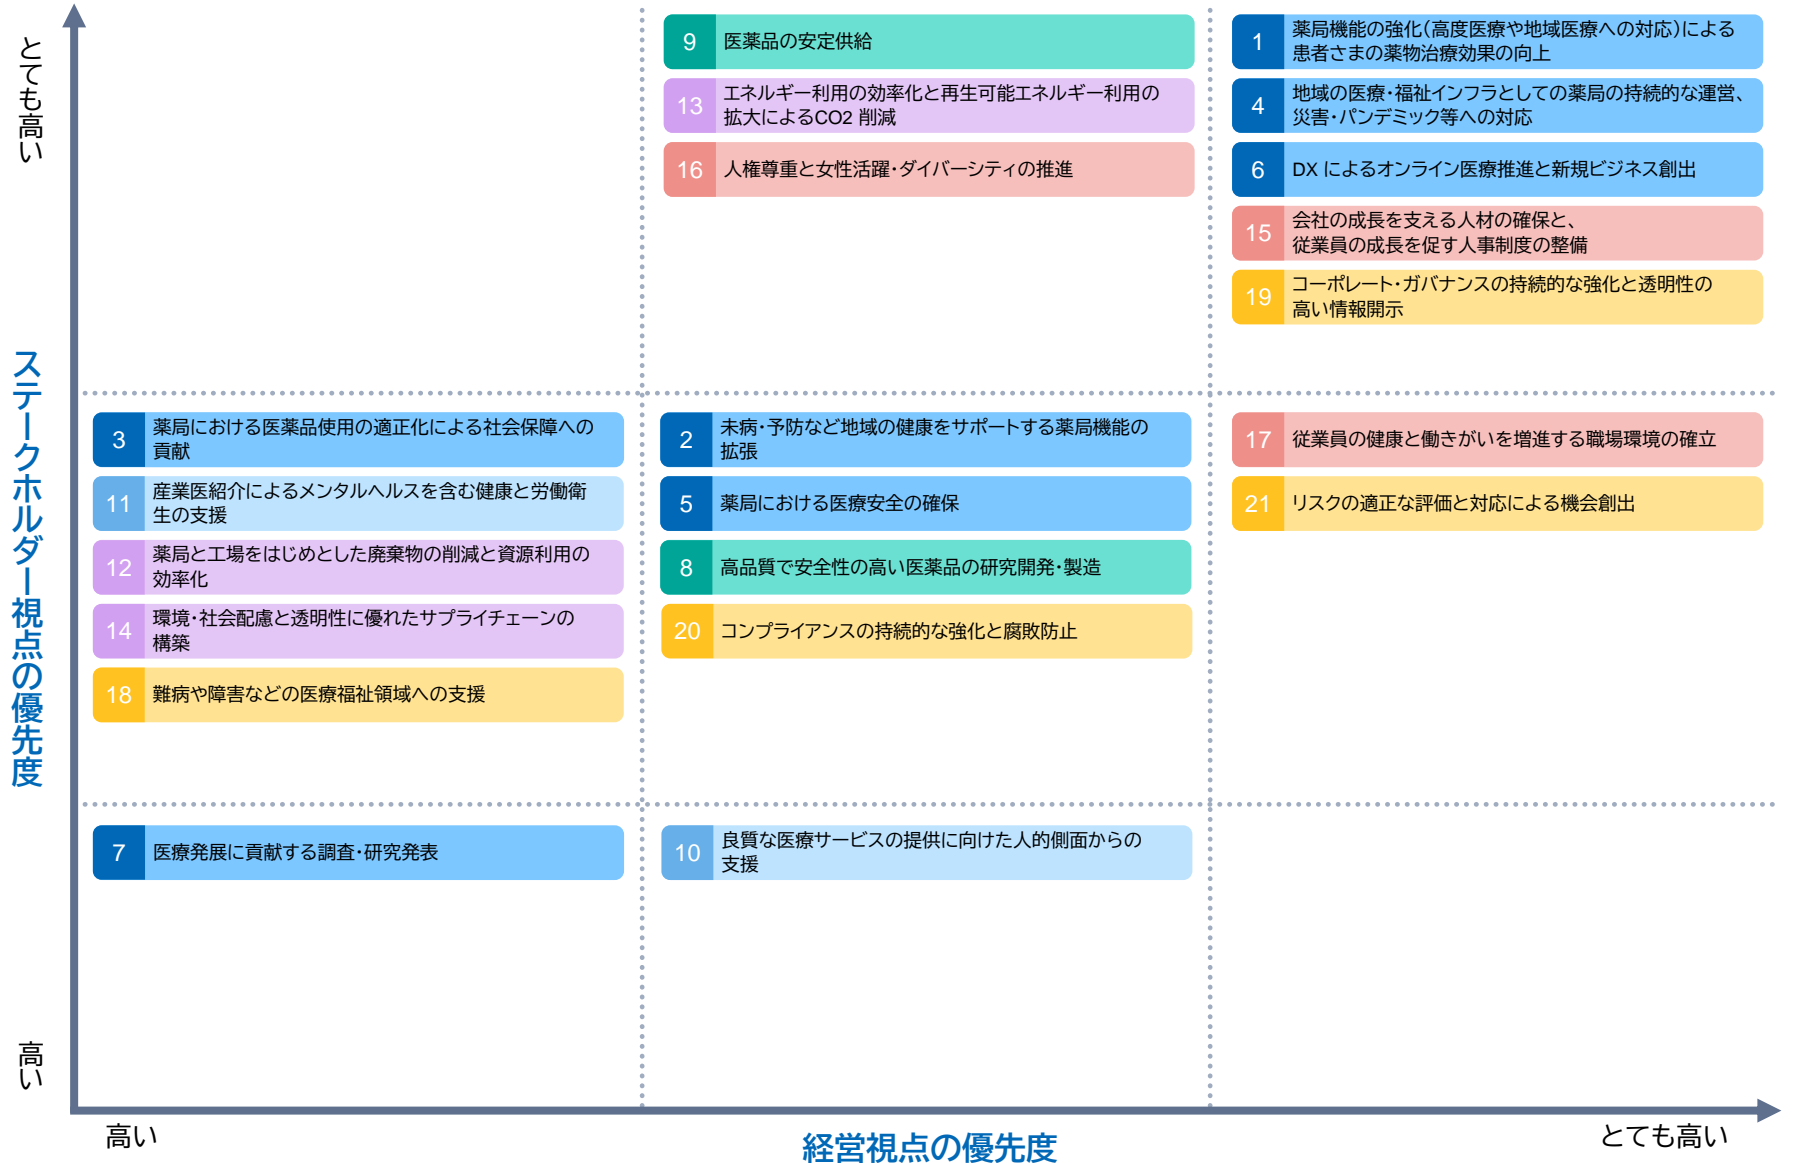 とても高い
ステークホルダー視点の優先度
高い
9
医薬品の安定供給
13
エネルギー利用の効率化と再生可能エネルギー利用の
拡大によるCO2 削減
16
人権尊重と女性活躍・ダイバーシティの推進
1
薬局機能の強化(高度医療や地域医療への対応)による
患者さまの薬物治療効果の向上
4
地域の医療・福祉インフラとしての薬局の持続的な運営、
災害・パンデミック等への対応
6
DX によるオンライン医療推進と新規ビジネス創出
15
会社の成長を支える人材の確保と、
従業員の成長を促す人事制度の整備
19
コーポレート・ガバナンスの持続的な強化と透明性の
高い情報開示
3
薬局における医薬品使用の適正化による社会保障への
貢献
11
産業医紹介によるメンタルヘルスを含む健康と労働衛
生の支援
12
薬局と工場をはじめとした廃棄物の削減と資源利用の
効率化
14
環境・社会配慮と透明性に優れたサプライチェーンの
構築
18
難病や障害などの医療福祉領域への支援
2
未病・予防など地域の健康をサポートする薬局機能の
拡張
5
薬局における医療安全の確保
8
高品質で安全性の高い医薬品の研究開発・製造
20
コンプライアンスの持続的な強化と腐敗防止
17
従業員の健康と働きがいを増進する職場環境の確立
21
リスクの適正な評価と対応による機会創出
7
医療発展に貢献する調査・研究発表
10
良質な医療サービスの提供に向けた人的側面からの
支援
高い
経営視点の優先度
とても高い